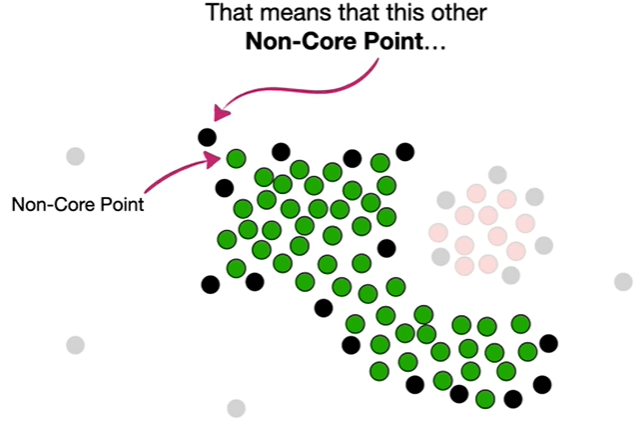 That means that this other
Non-Core Point…
Non-Core Point